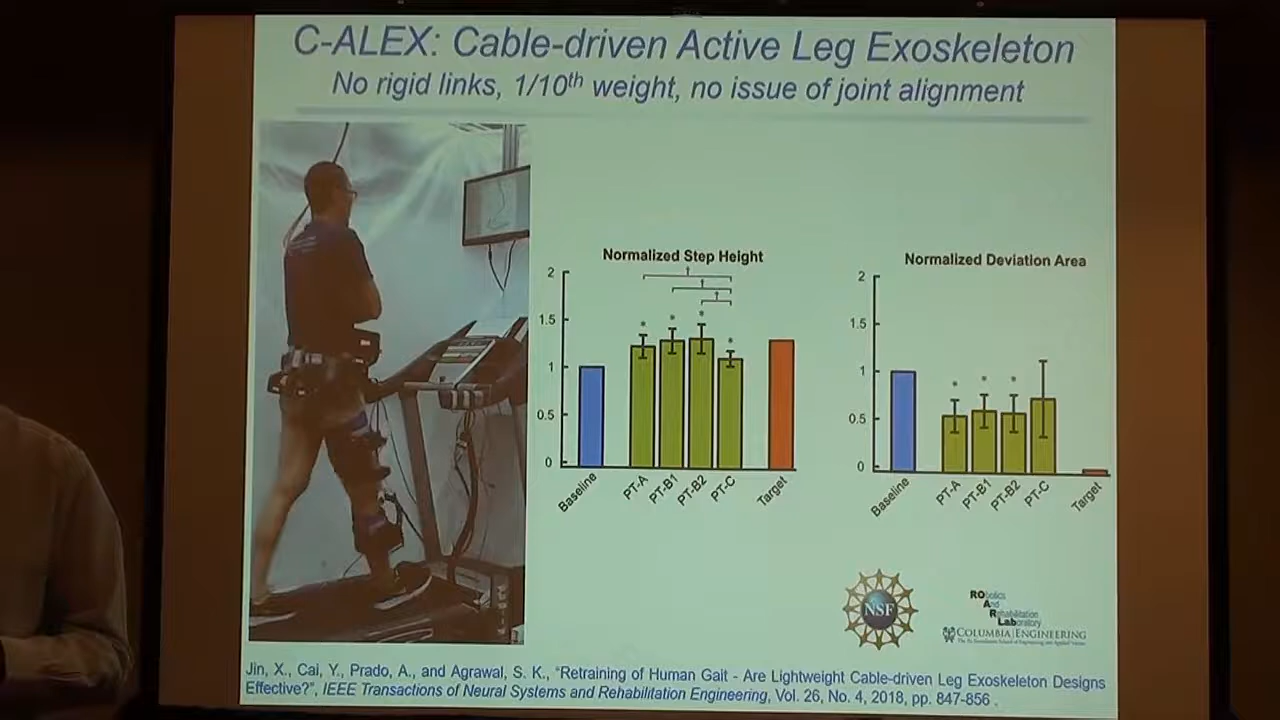 C-ALEX: Cable-driven Active Leg Exoskeleton
No rigid links, 1/10th weight, no issue of joint alignment
Normalized Step Height
2
1.5
1
0.5
0
Baseline
PT-A
PT-B1
PT-B2
PT-C
Target
Normalized Deviation Area
2
1.5
1
0.5
0
Baseline
PT-A
PT-B1
PT-B2
PT-C
Target
NSF
RObotics
And
Rehabilitation
Laboratory
COLUMBIA | ENGINEERING
Jin, X., Cai, Y., Prado, A., and Agrawal, S. K., "Retraining of Human Gait - Are Lightweight Cable-driven Leg Exoskeleton Designs
Effective?", IEEE Transactions of Neural Systems and Rehabilitation Engineering, Vol. 26, No. 4, 2018, pp. 847-856 .